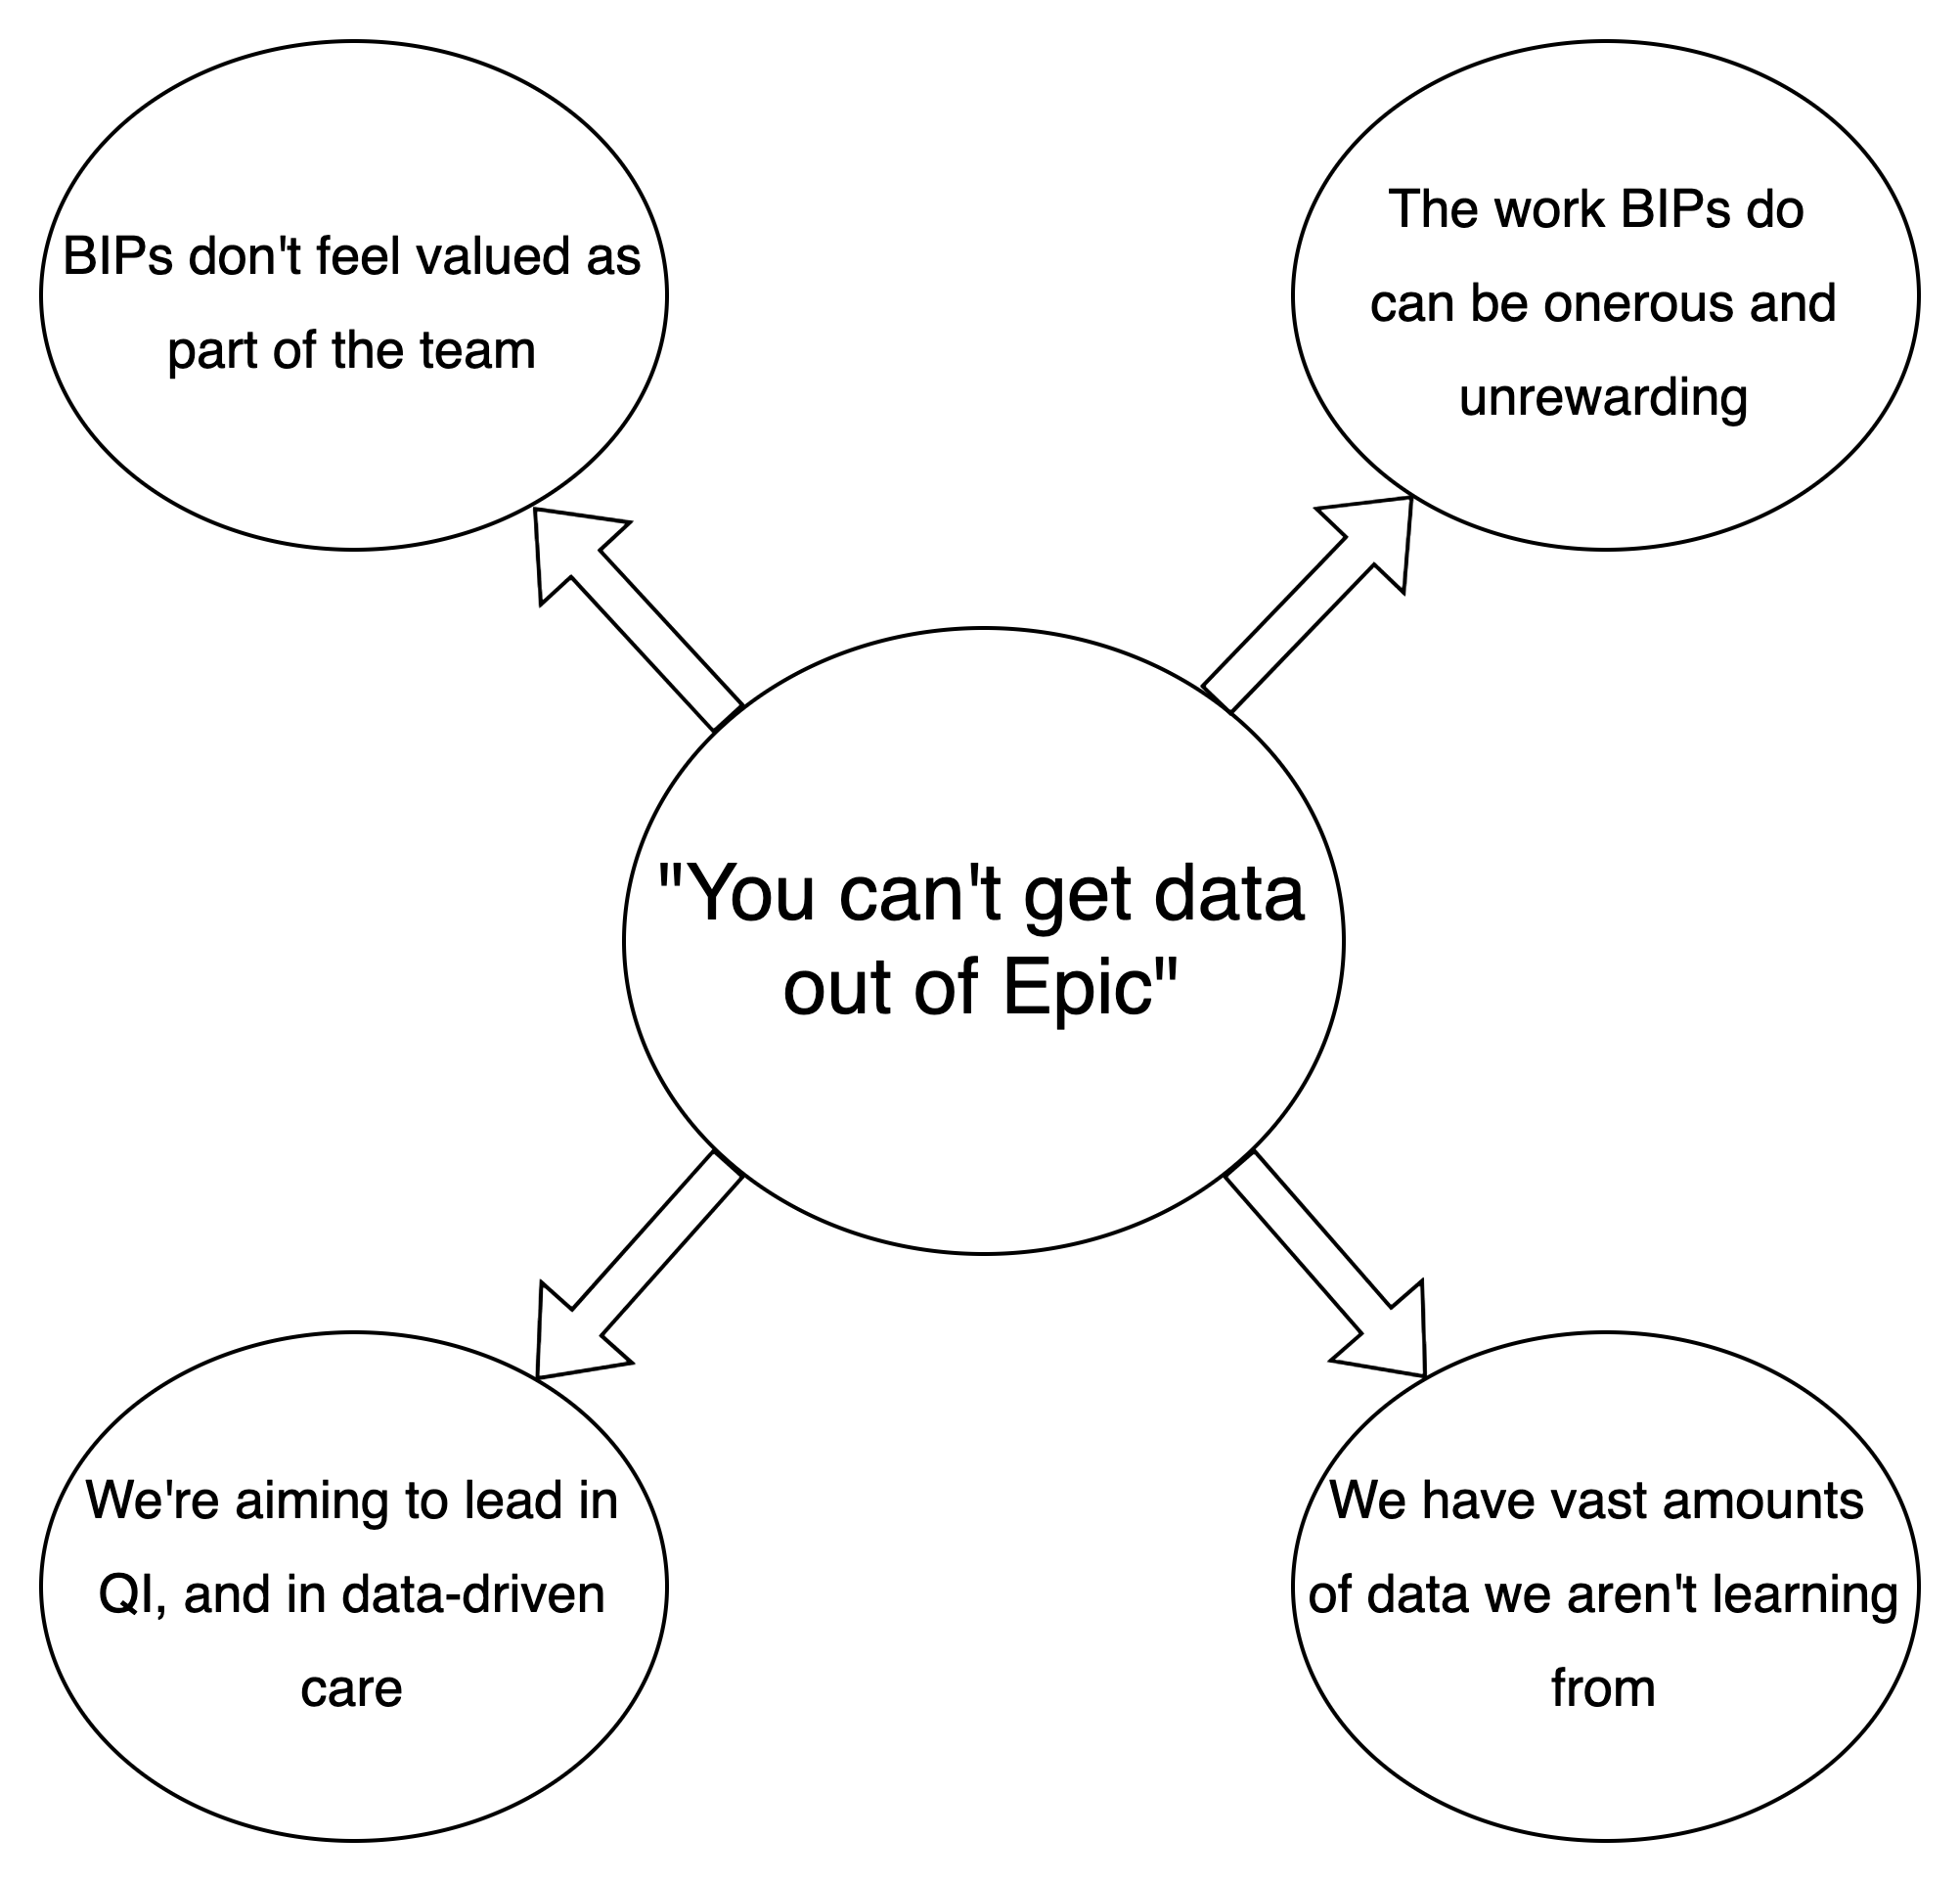 BIPs don't feel valued as
part of the team
The work BIPs do
can be onerous and
unrewarding
"You can't get data
out of Epic"
We're aiming to lead in
QI, and in data-driven
care
We have vast amounts
of data we aren't learning
from